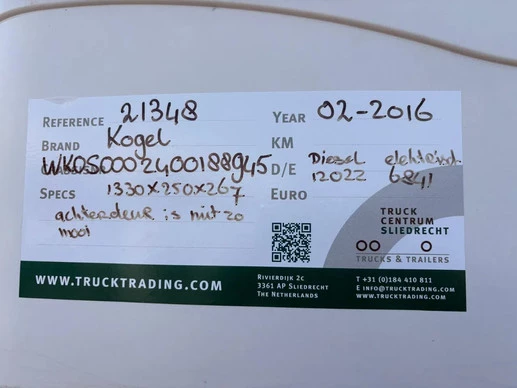 REFERENCE 21348
YEAR 02-2016
BRAND Kogel
KM
WK0S0002400188945
D/E Diesel elektrisch
12022 6841
SPECS 1330x250x267
EURO
achterdeur is niet zo
mooi
TRUCK
CENTRUM
SLIEDRECHT
TRUCKS & TRAILERS
WWW.TRUCKTRADING.COM
RIVIERDIJK 2C
3361 AP SLIEDRECHT
THE NETHERLANDS
T +31 (0)184 410 811
E INFO@TRUCKTRADING.COM
WWW.TRUCKTRADING.COM